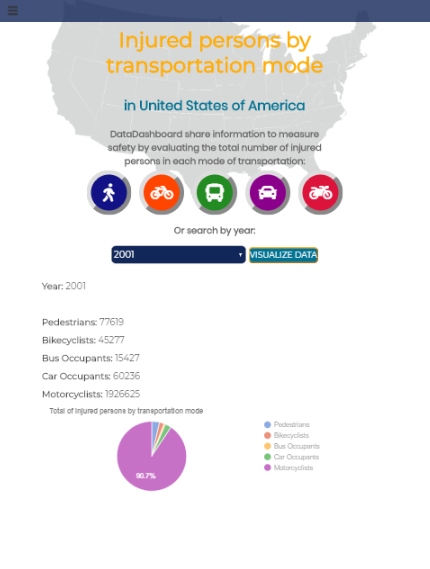 Injured persons by
transportation mode
in United States of America
DataDashboard share information to measure
safety by evaluating the total number of injured
persons in each mode of transportation:
Or search by year:
2001
VISUALIZE DATA
Year: 2001
Pedestrians: 77619
Bikecyclists: 45277
Bus Occupants: 15427
Car Occupants: 60236
Motorcyclists: 1926625
Total of injured persons by transportation mode
90.7%
Pedestrians
Bikecyclists
Bus Occupants
Car Occupants
Motorcyclists